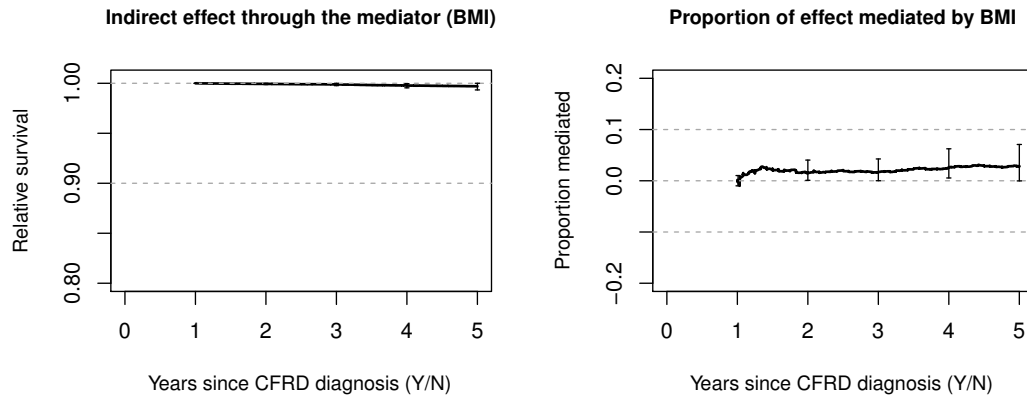 Indirect effect through the mediator (BMI)
Relative survival
1.00
0.90
0.80
0 1 2 3 4 5
Years since CFRD diagnosis (Y/N)
Proportion of effect mediated by BMI
Proportion mediated
0.2
0.1
0.0
−0.2
0 1 2 3 4 5
Years since CFRD diagnosis (Y/N)